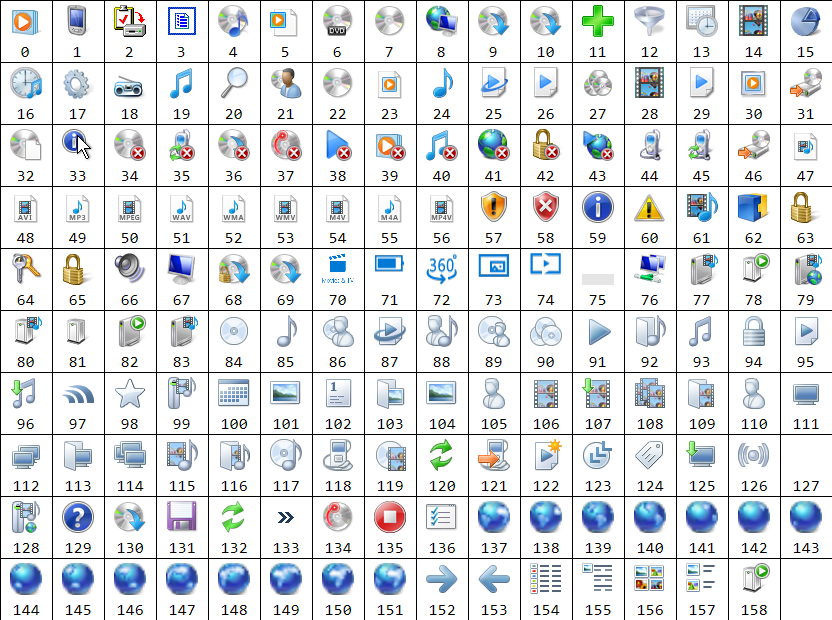 0 1 2 3 4 5 DVD 6 7 8 9 10 11 12 13 14 15
16 17 18 19 20 21 22 23 24 25 26 27 28 29 30 31
32 33 34 35 36 37 38 39 40 41 42 43 44 45 46 47
AVI MP3 MPEG WAV WMA WMV M4V M4A MP4V
48 49 50 51 52 53 54 55 56 57 58 59 60 61 62 63
Movies & TV 360°
64 65 66 67 68 69 70 71 72 73 74 75 76 77 78 79
80 81 82 83 84 85 86 87 88 89 90 91 92 93 94 95
1
96 97 98 99 100 101 102 103 104 105 106 107 108 109 110 111
112 113 114 115 116 117 118 119 120 121 122 123 124 125 126 127
?
128 129 130 131 132 133 134 135 136 137 138 139 140 141 142 143
144 145 146 147 148 149 150 151 152 153 154 155 156 157 158